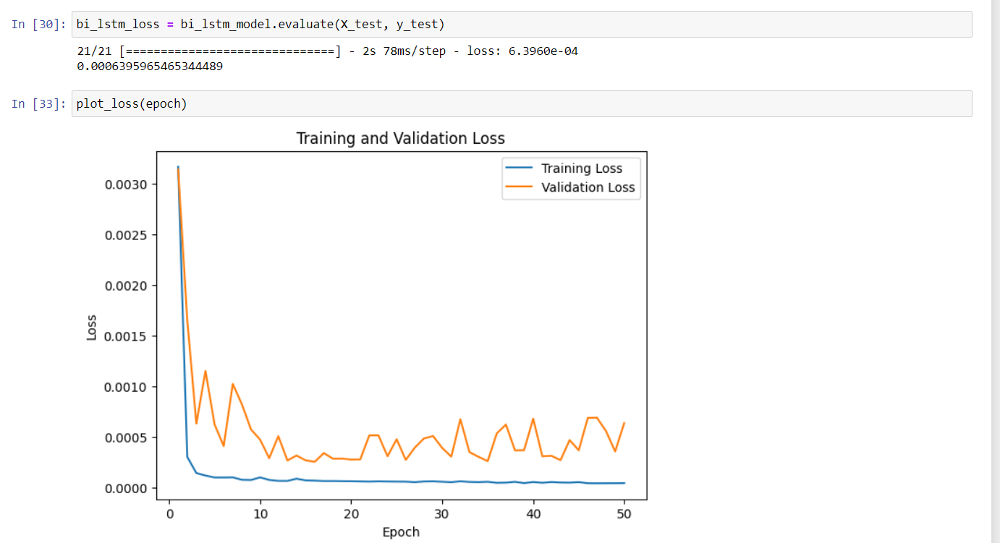 In [30]: bi_lstm_loss = bi_lstm_model.evaluate(X_test, y_test)
21/21 [==============================] - 2s 78ms/step - loss: 6.3960e-04
0.0006395965465344489
In [33]: plot_loss(epoch)
Training and Validation Loss
Training Loss
Validation Loss
0.0030
0.0025
0.0020
0.0015
0.0010
0.0005
0.0000
Loss
0 10 20 30 40 50
Epoch